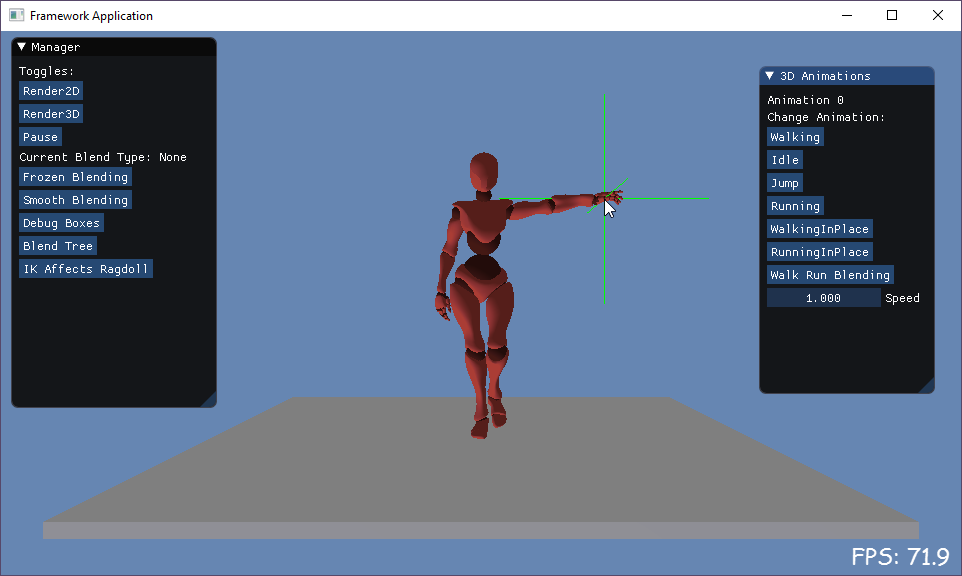 Framework Application
Manager
Toggles:
Render2D
Render3D
Pause
Current Blend Type: None
Frozen Blending
Smooth Blending
Debug Boxes
Blend Tree
IK Affects Ragdoll
3D Animations
Animation 0
Change Animation:
Walking
Idle
Jump
Running
WalkingInPlace
RunningInPlace
Walk Run Blending
1.000 Speed
FPS: 71.9